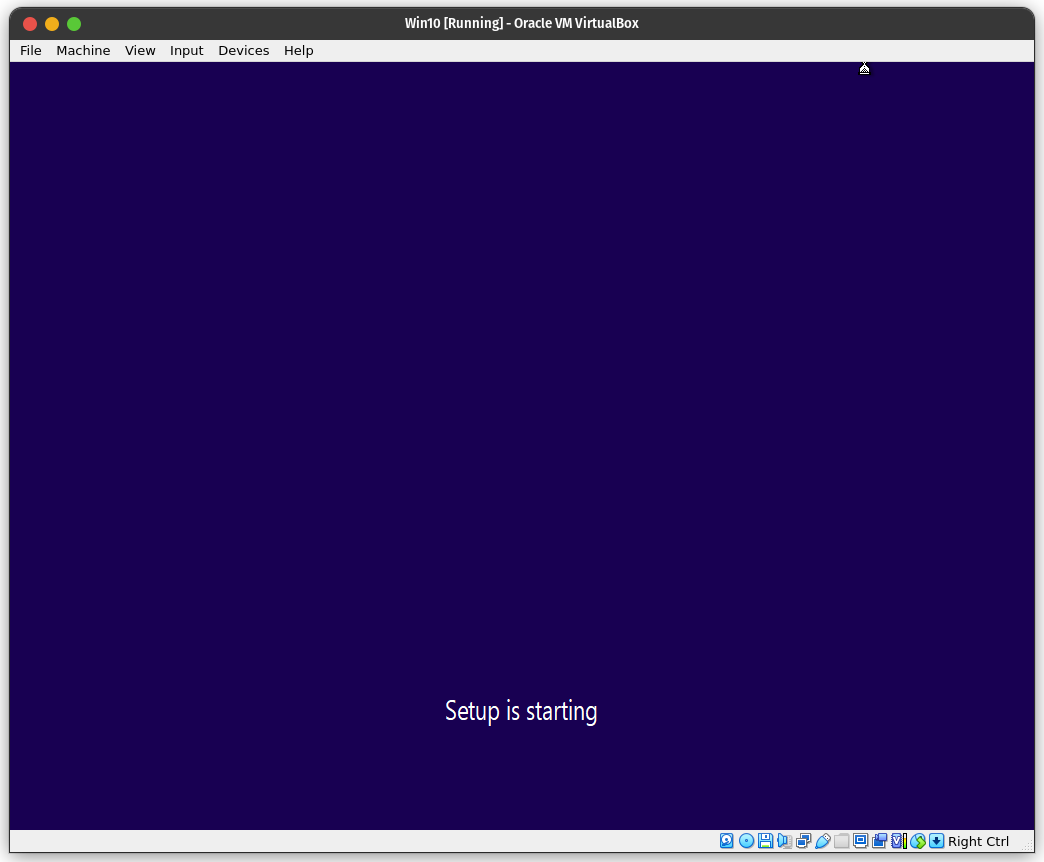 Win10 [Running] - Oracle VM VirtualBox
File Machine View Input Devices Help
Setup is starting
Right Ctrl